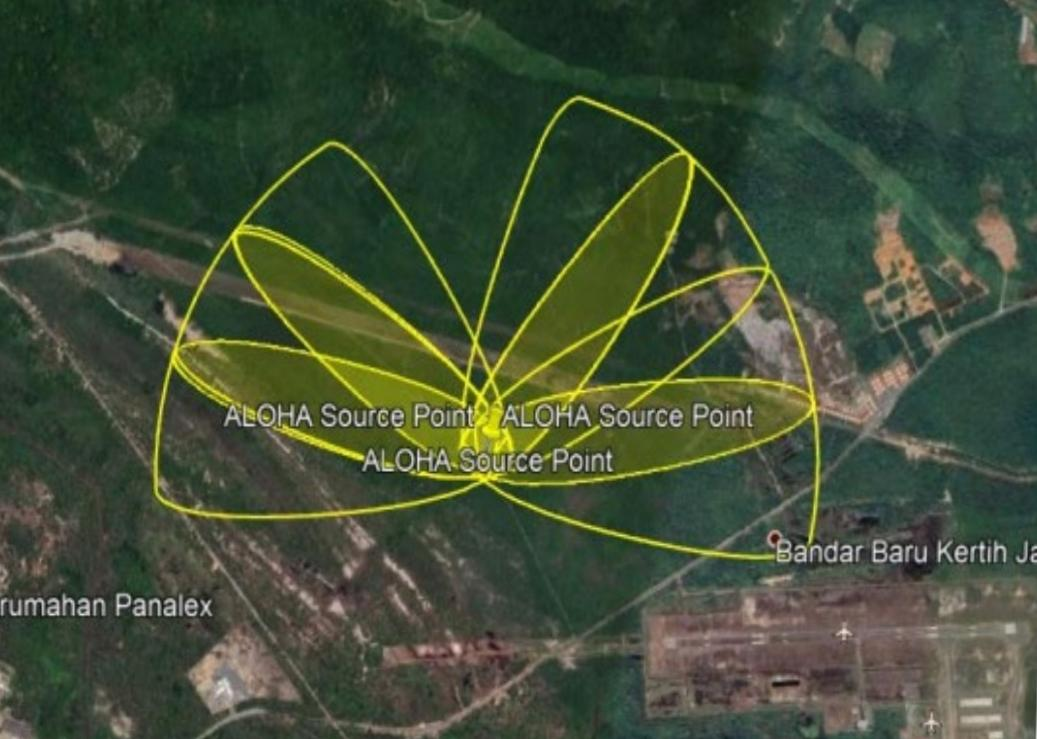 ALOHA Source Point
ALOHA Source Point
ALOHA Source Point
Bandar Baru Kertih Ja
rumahan Panalex